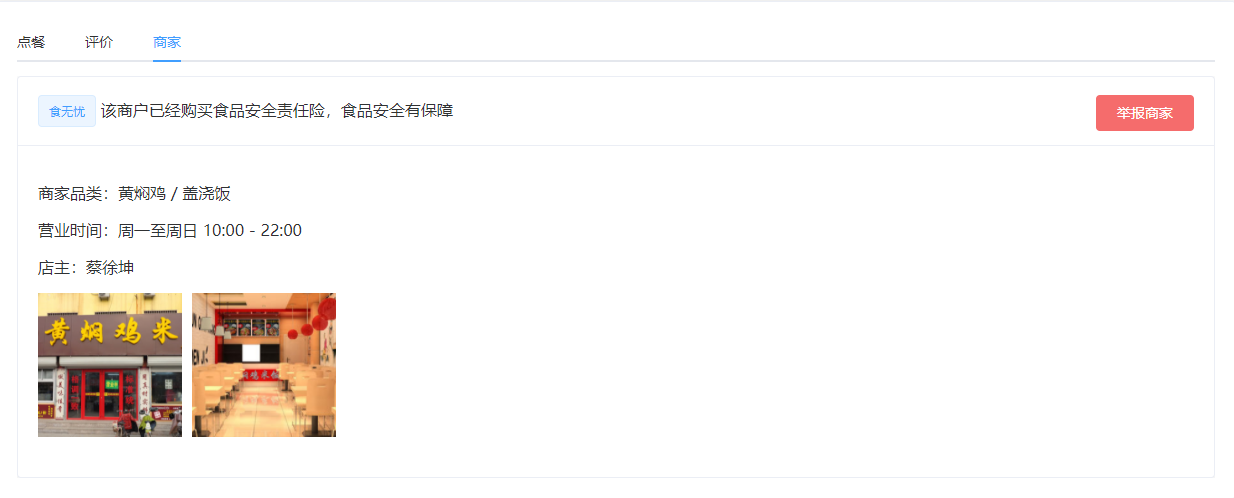 点餐 评价 商家
食无忧 该商户已经购买食品安全责任险，食品安全有保障
举报商家
商家品类：黄焖鸡 / 盖浇饭
营业时间：周一至周日 10:00 - 22:00
店主：蔡徐坤
黄焖鸡米